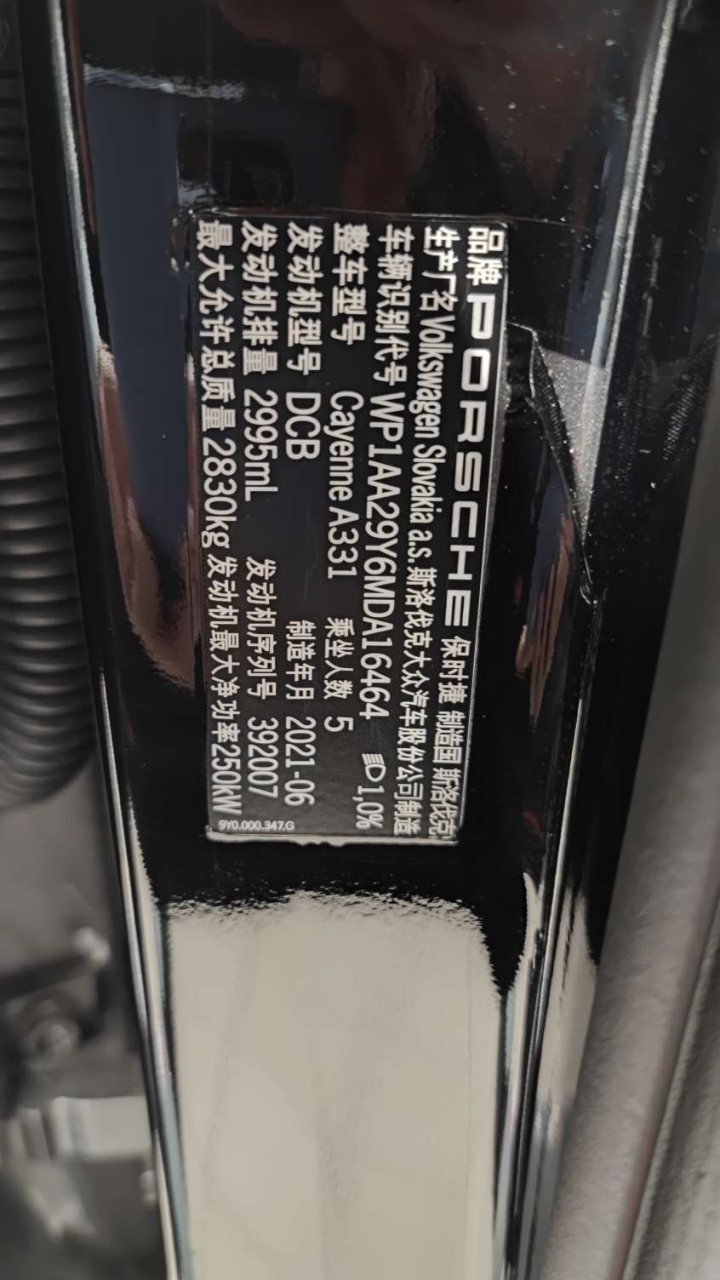 品牌 PORSCHE 保时捷 制造国 斯洛伐克
生产厂名 Volkswagen Slovakia a.s. 斯洛伐克大众汽车股份公司制造
车辆识别代号 WP1AA29Y6MDA16464 1,0%
整车型号 Cayenne A331 乘坐人数 5
发动机型号 DCB 制造年月 2021-06
发动机排量 2995mL 发动机序列号 392007
最大允许总质量 2830kg 发动机最大净功率 250kW
9Y0.000.347.G